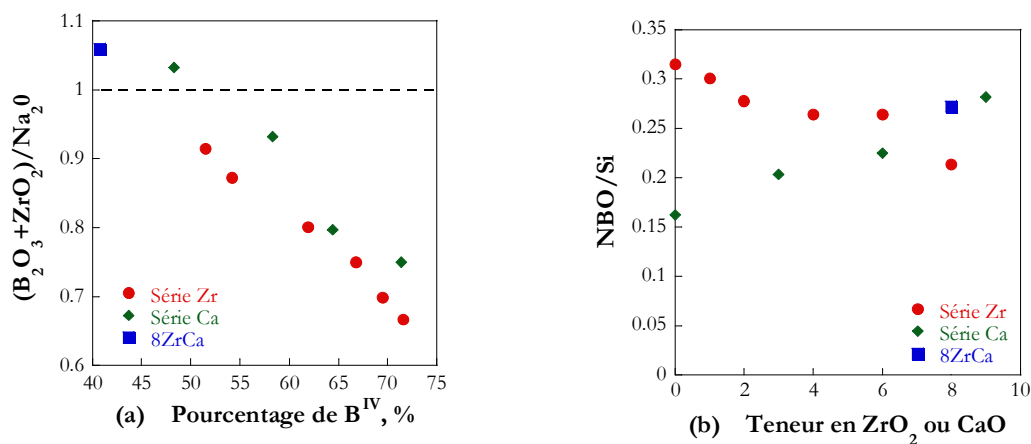 1.1
1
0.9
0.8
0.7
0.6
(B2O3+ZrO2)/Na20
Série Zr
Série Ca
8ZrCa
40 45 50 55 60 65 70 75
(a) Pourcentage de B^IV, %
0.35
0.3
0.25
0.2
0.15
0.1
0.05
0
NBO/Si
Série Zr
Série Ca
8ZrCa
0 2 4 6 8 10
(b) Teneur en ZrO2 ou CaO